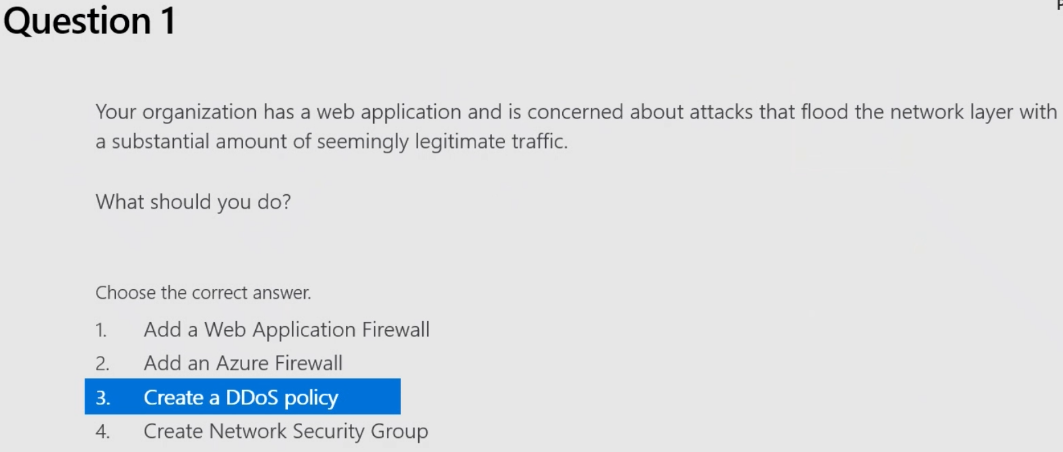 Question 1
Your organization has a web application and is concerned about attacks that flood the network layer with
a substantial amount of seemingly legitimate traffic.
What should you do?
Choose the correct answer.
1. Add a Web Application Firewall
2. Add an Azure Firewall
3. Create a DDoS policy
4. Create Network Security Group